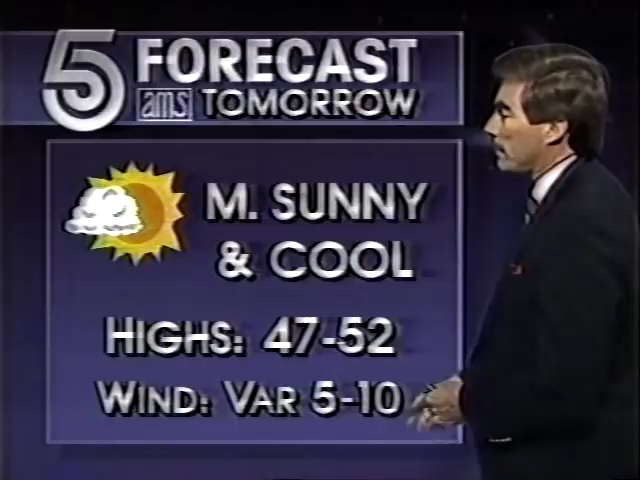 5 FORECAST
ams TOMORROW
M. SUNNY
& COOL
HIGHS: 47-52
WIND: VAR 5-10